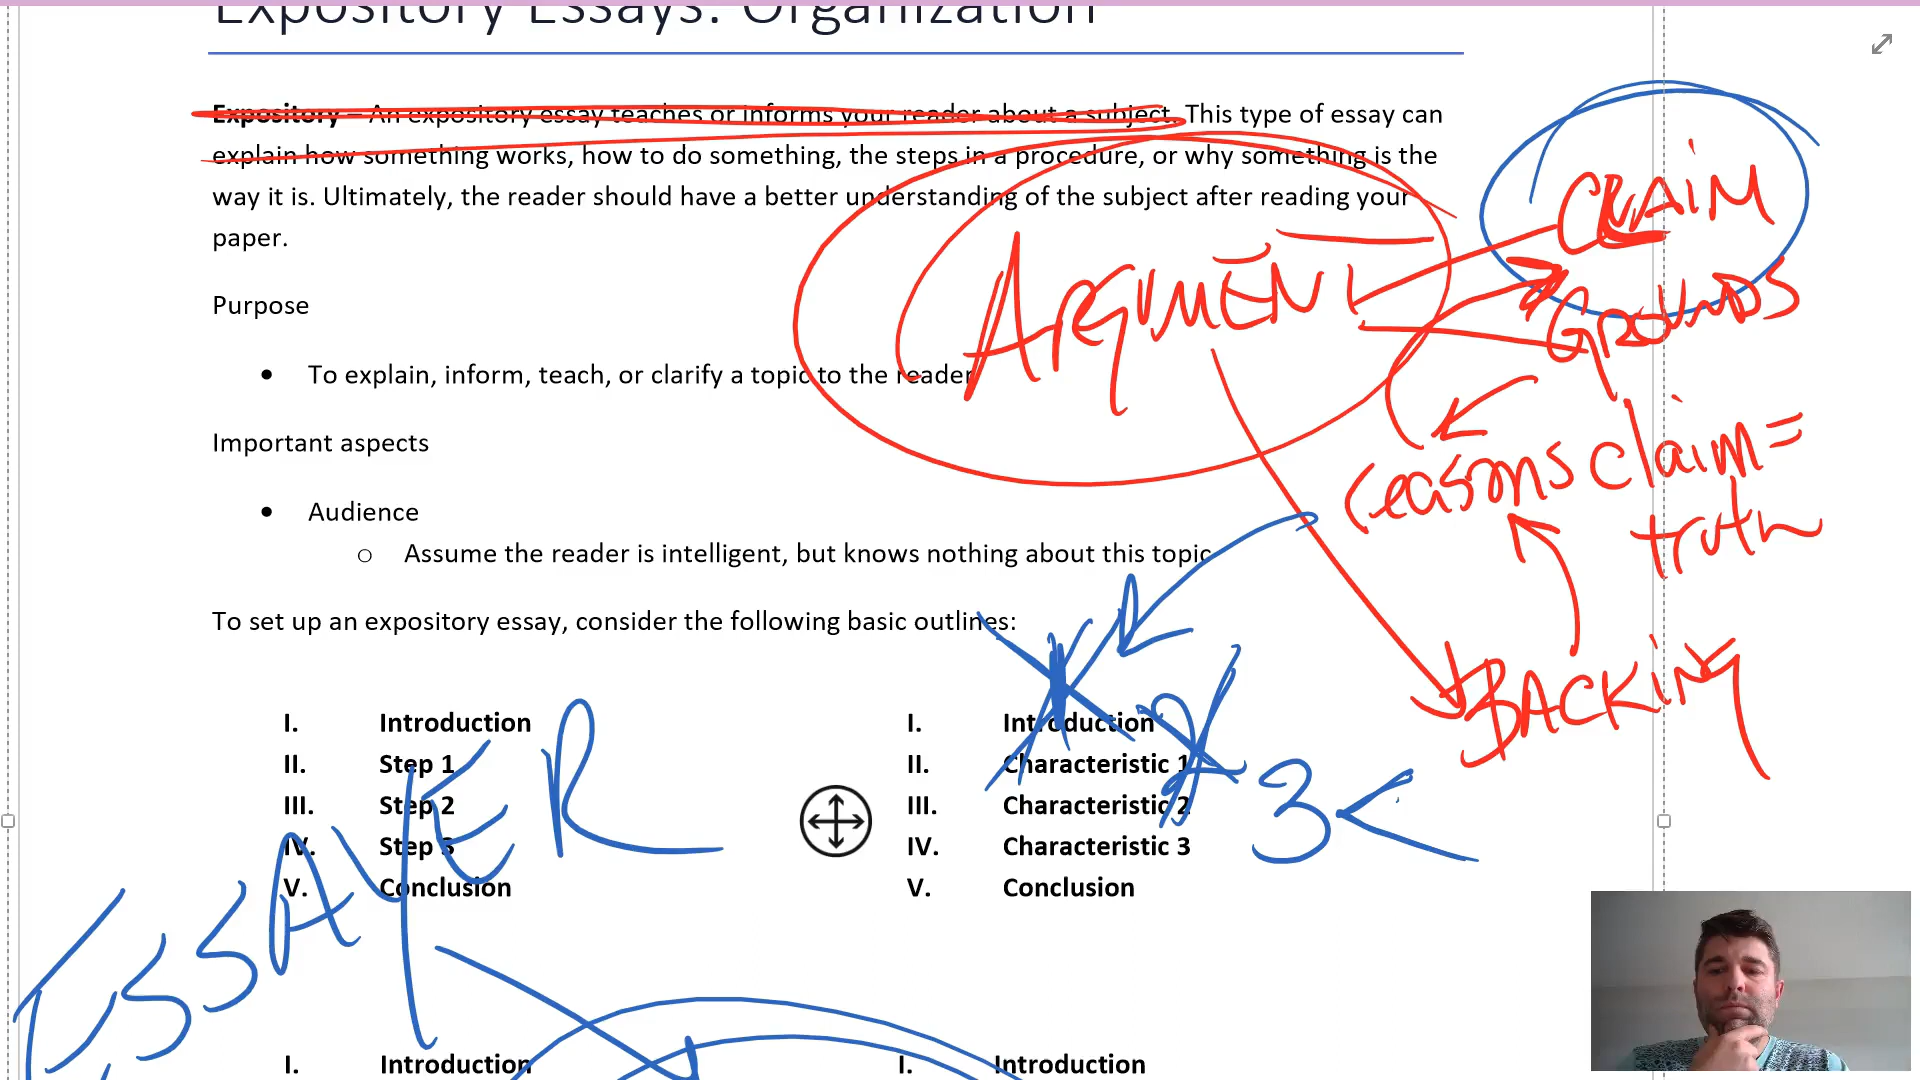 Expository Essays: Organization
Expository – An expository essay teaches or informs your reader about a subject. This type of essay can
explain how something works, how to do something, the steps in a procedure, or why something is the
way it is. Ultimately, the reader should have a better understanding of the subject after reading your
paper.
Purpose
• To explain, inform, teach, or clarify a topic to the reader
Important aspects
• Audience
o Assume the reader is intelligent, but knows nothing about this topic
To set up an expository essay, consider the following basic outlines:
I. Introduction
II. Step 1
III. Step 2
IV. Step 3
V. Conclusion
I. Introduction
II. Characteristic 1
III. Characteristic 2
IV. Characteristic 3
V. Conclusion
I. Introduction
I. Introduction
ARGUMENT
CLAIM
GROUNDS
reasons claim =
truth
BACKING
2
3 <
ESSAYER